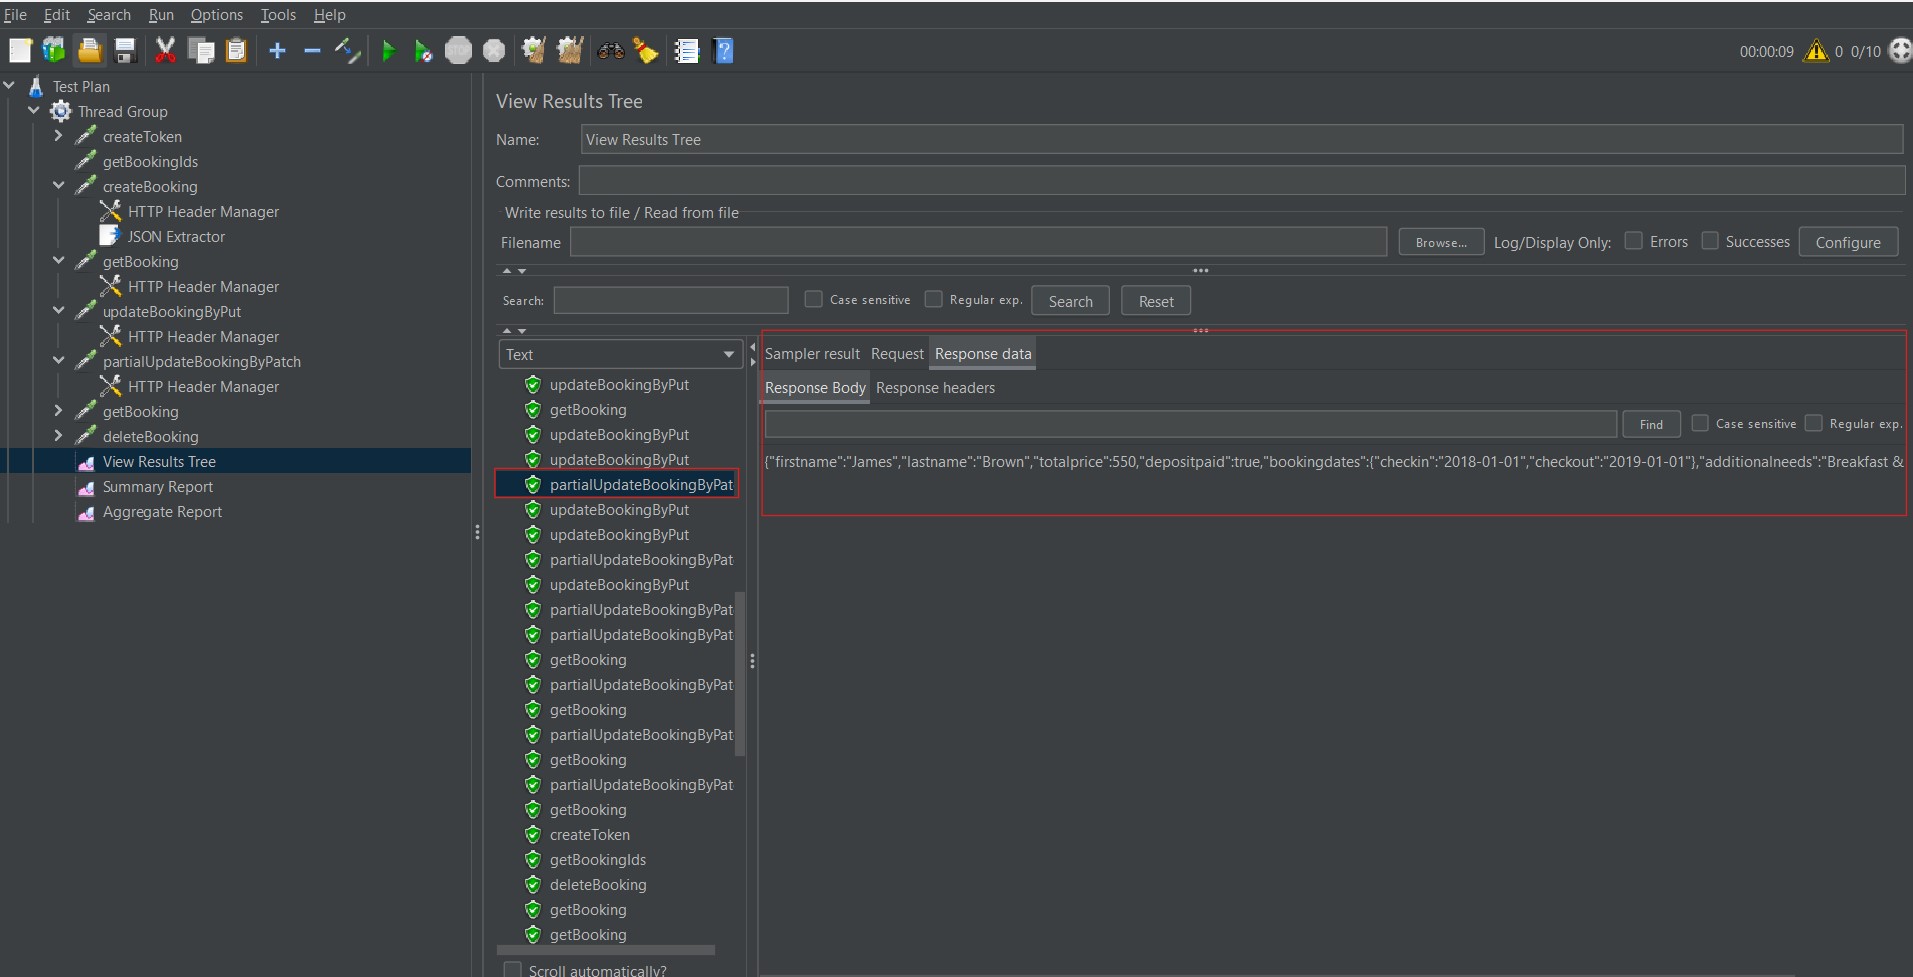 File Edit Search Run Options Tools Help
STOP
00:00:09 0 0/10
Test Plan
Thread Group
createToken
getBookingIds
createBooking
HTTP Header Manager
JSON Extractor
getBooking
HTTP Header Manager
updateBookingByPut
HTTP Header Manager
partialUpdateBookingByPatch
HTTP Header Manager
getBooking
deleteBooking
View Results Tree
Summary Report
Aggregate Report
View Results Tree
Name: View Results Tree
Comments:
Write results to file / Read from file
Filename Browse... Log/Display Only: Errors Successes Configure
Search: Case sensitive Regular exp. Search Reset
Text
updateBookingByPut
getBooking
updateBookingByPut
updateBookingByPut
partialUpdateBookingByPat
updateBookingByPut
updateBookingByPut
partialUpdateBookingByPat
updateBookingByPut
partialUpdateBookingByPat
partialUpdateBookingByPat
getBooking
partialUpdateBookingByPat
getBooking
partialUpdateBookingByPat
getBooking
partialUpdateBookingByPat
getBooking
createToken
getBookingIds
deleteBooking
getBooking
getBooking
Scroll automatically?
Sampler result Request Response data
Response Body Response headers
Find Case sensitive Regular exp.
{"firstname":"James","lastname":"Brown","totalprice":550,"depositpaid":true,"bookingdates":{"checkin":"2018-01-01","checkout":"2019-01-01"},"additionalneeds":"Breakfast &